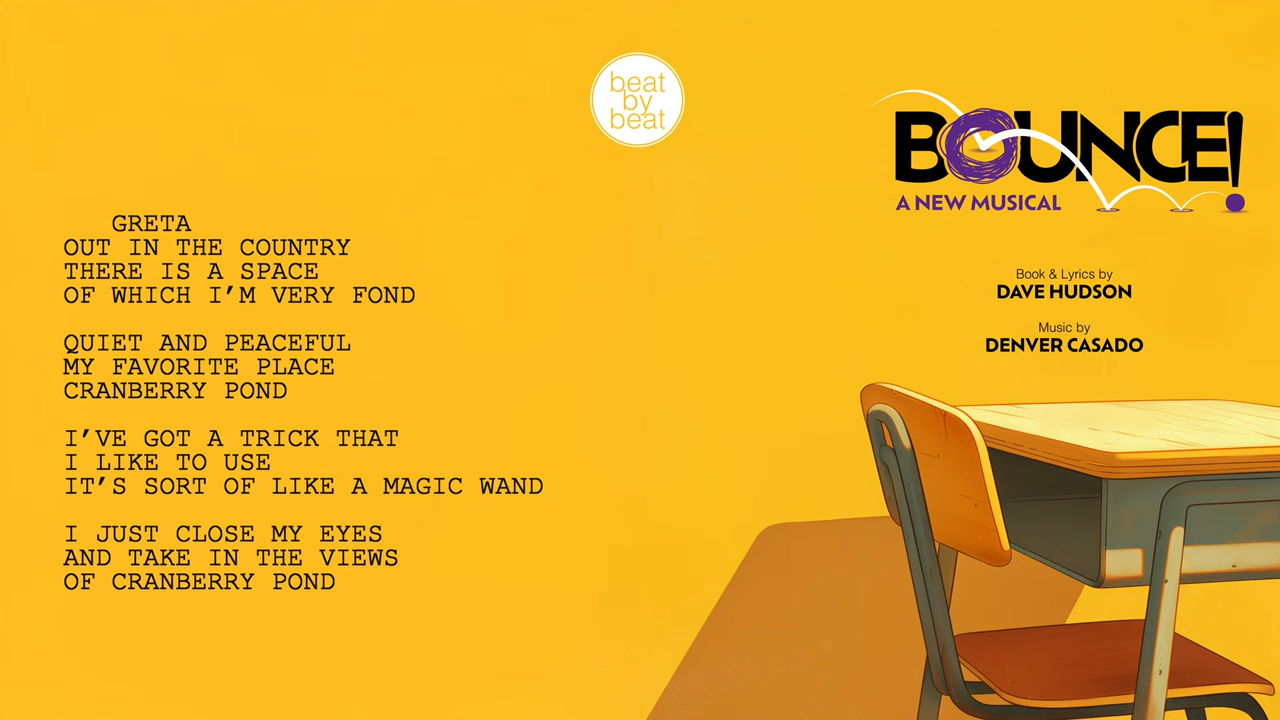 beat
by
beat
BOUNCE!
A NEW MUSICAL
Book & Lyrics by
DAVE HUDSON
Music by
DENVER CASADO
GRETA
OUT IN THE COUNTRY
THERE IS A SPACE
OF WHICH I’M VERY FOND
QUIET AND PEACEFUL
MY FAVORITE PLACE
CRANBERRY POND
I’VE GOT A TRICK THAT
I LIKE TO USE
IT’S SORT OF LIKE A MAGIC WAND
I JUST CLOSE MY EYES
AND TAKE IN THE VIEWS
OF CRANBERRY POND